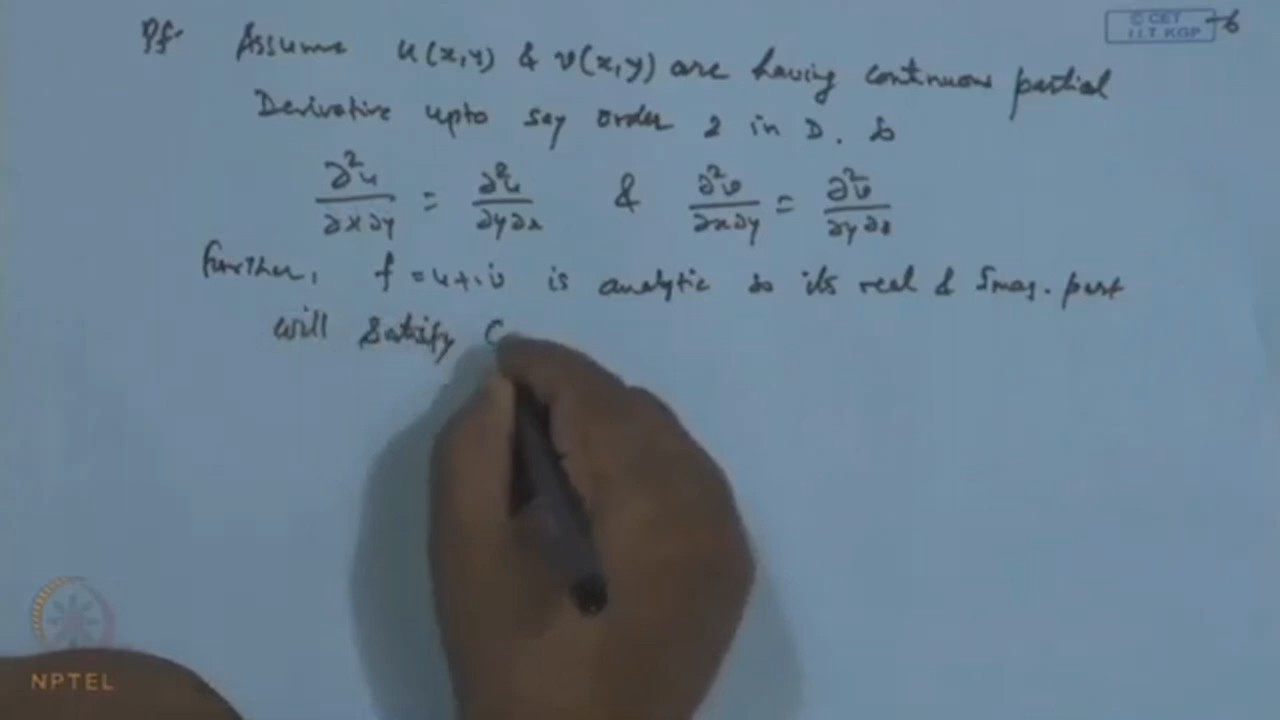 © CET
I.I.T. KGP
-6
Pf. Assume u(x,y) & v(x,y) are having continuous partial
Derivative upto say order 2 in D. So
∂²u/∂x∂y = ∂²u/∂y∂x & ∂²v/∂x∂y = ∂²v/∂y∂x
Further, f = u+iv is analytic so its real & Imag. part
will satisfy C
NPTEL